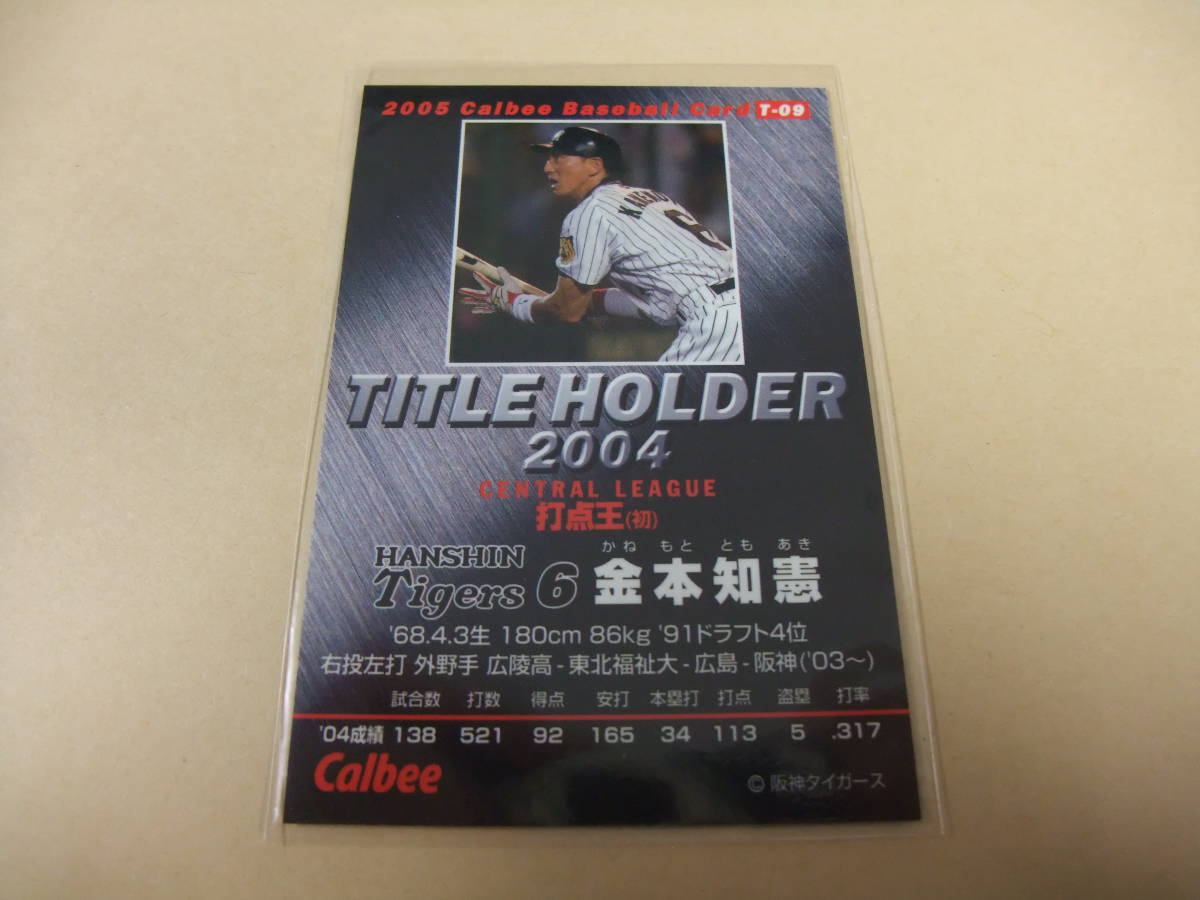 2005 Calbee Baseball Card T-09
6
TITLE HOLDER
2004
CENTRAL LEAGUE
打点王(初)
かね もと とも あき
HANSHIN Tigers 6 金本知憲
'68.4.3生 180cm 86kg '91ドラフト4位
右投左打 外野手 広陵高-東北福祉大-広島-阪神('03~)
試合数 打数 得点 安打 本塁打 打点 盗塁 打率
'04成績 138 521 92 165 34 113 5 .317
Calbee
© 阪神タイガース